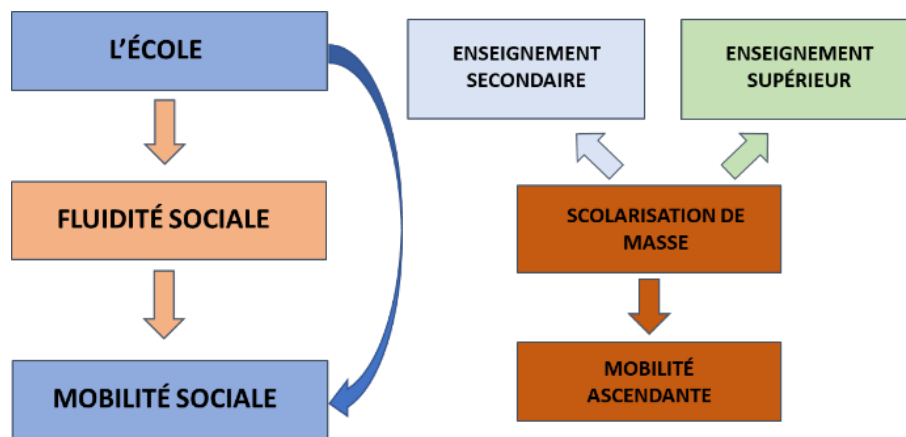 L'ÉCOLE
FLUIDITÉ SOCIALE
MOBILITÉ SOCIALE
ENSEIGNEMENT
SECONDAIRE
ENSEIGNEMENT
SUPÉRIEUR
SCOLARISATION DE
MASSE
MOBILITÉ
ASCENDANTE